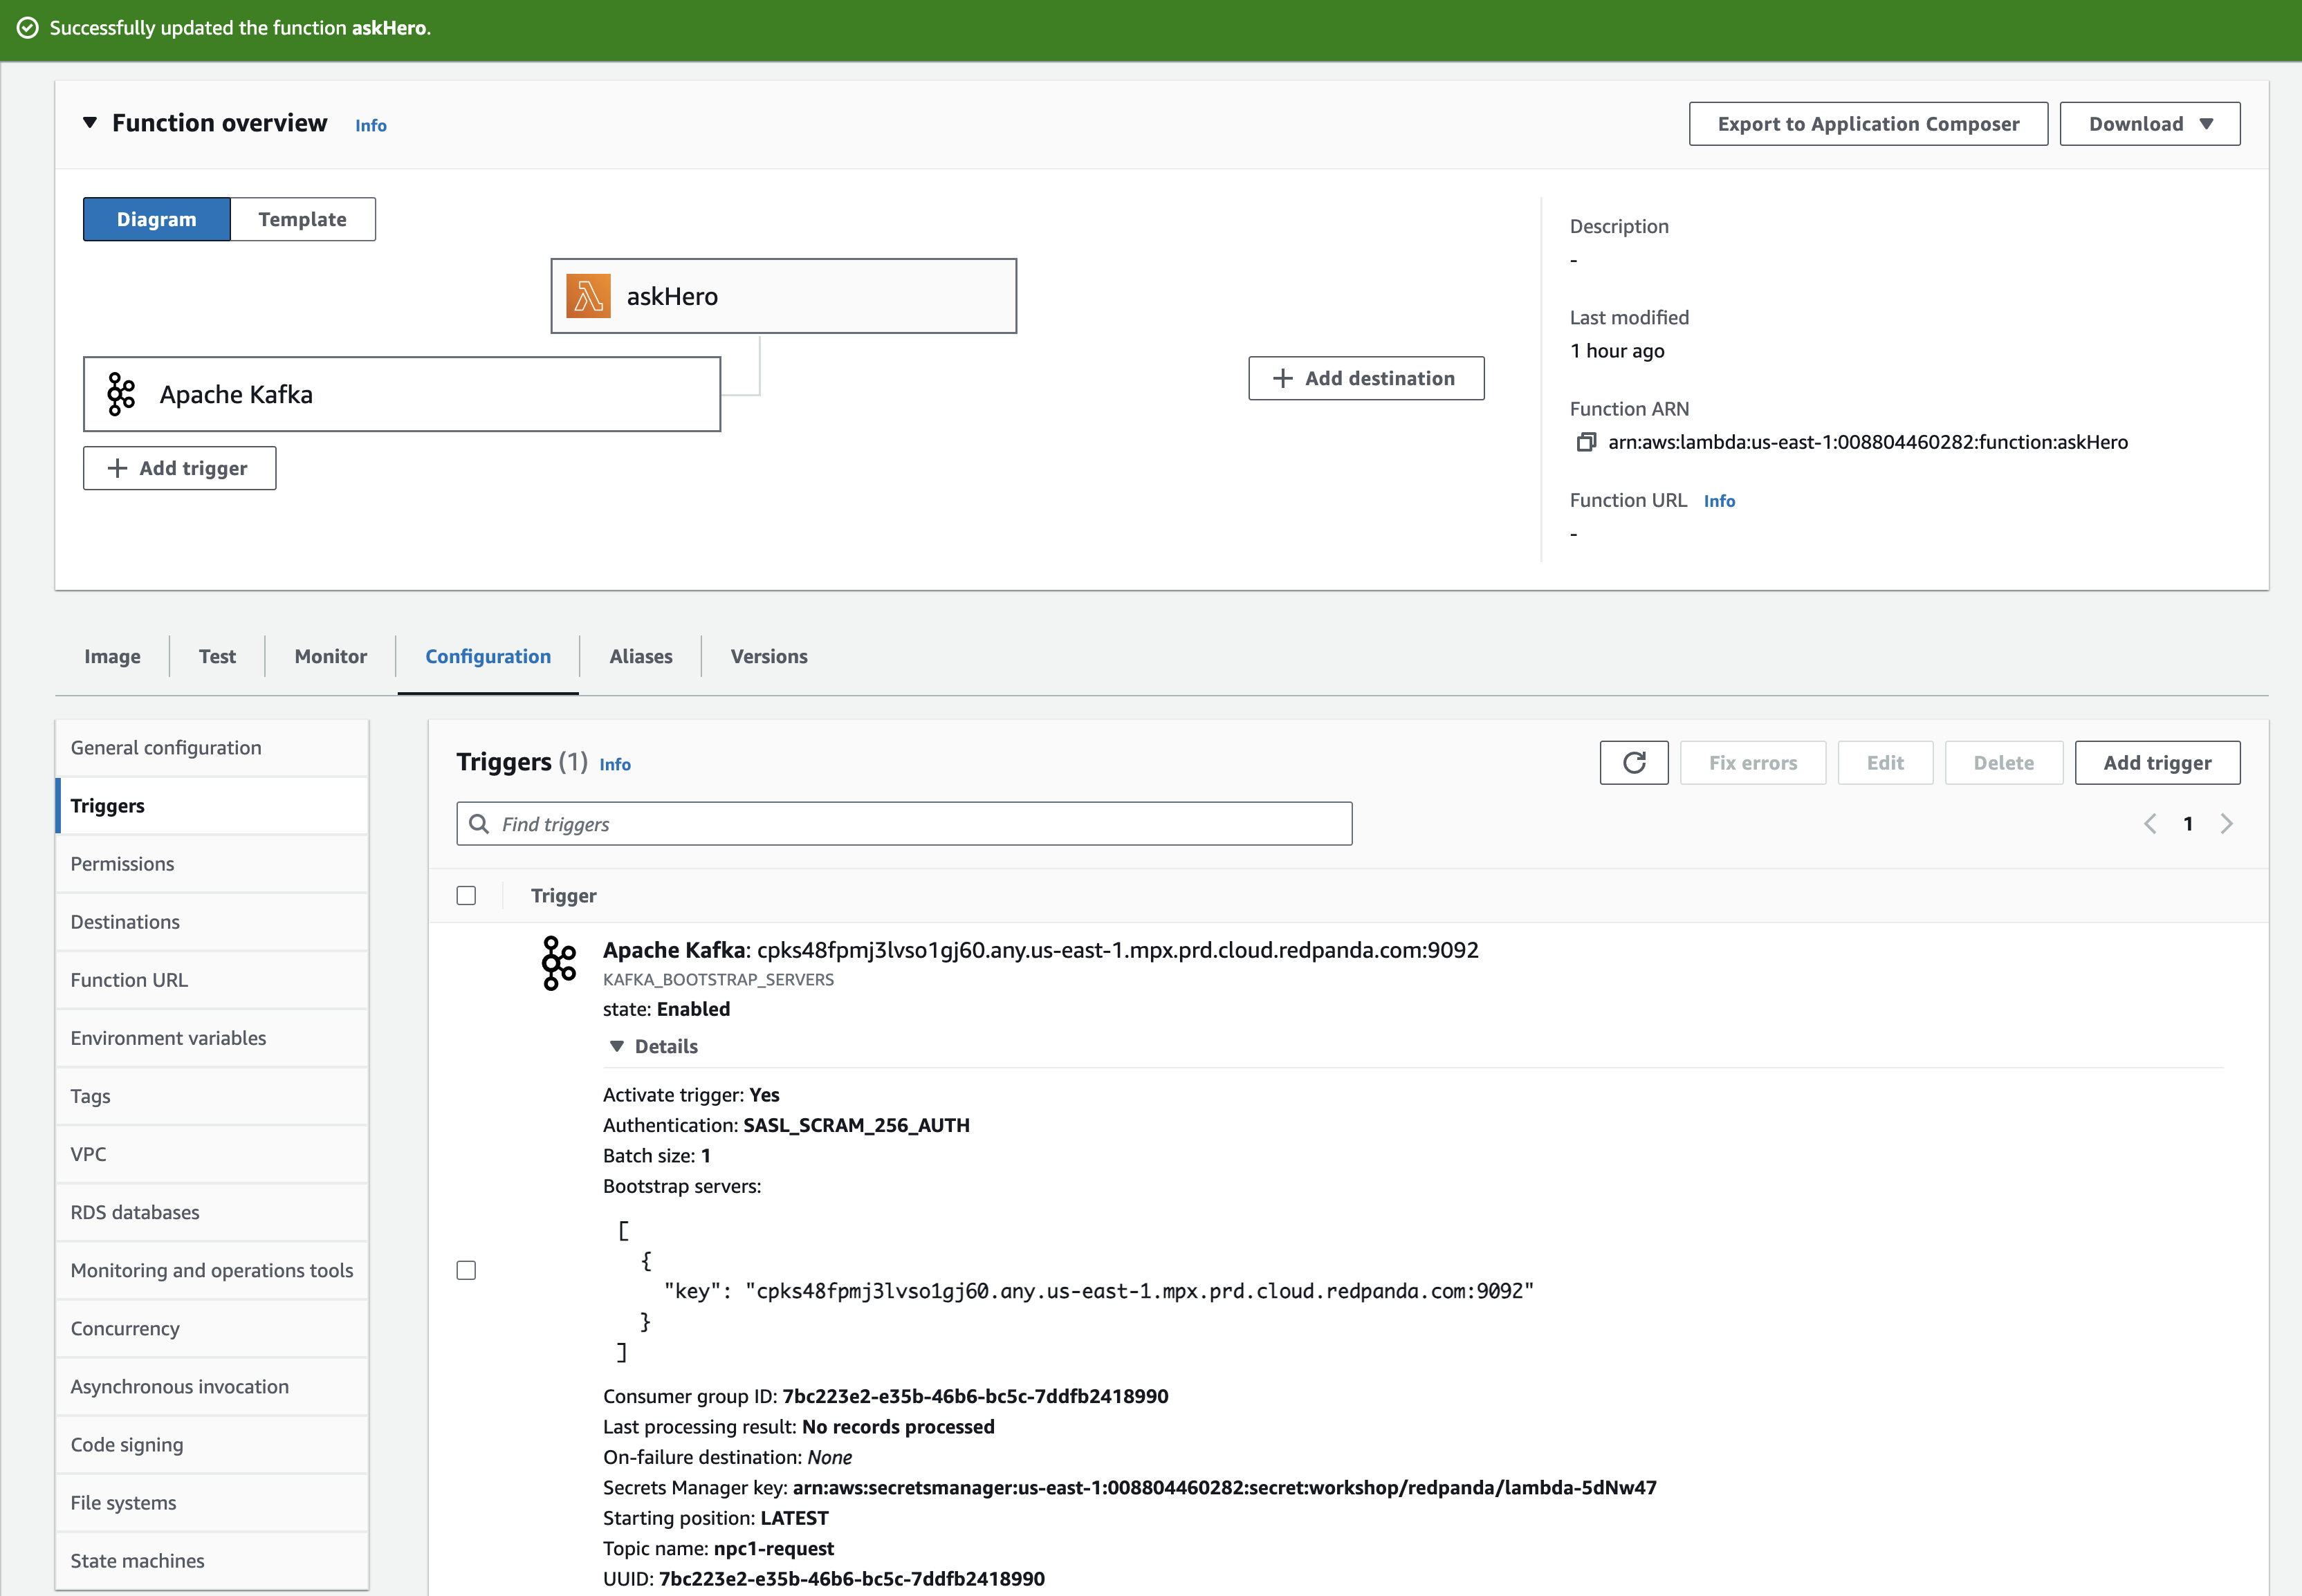 Successfully updated the function askHero.
Function overview Info
Export to Application Composer
Download
Diagram
Template
askHero
Apache Kafka
Add trigger
Add destination
Description
-
Last modified
1 hour ago
Function ARN
arn:aws:lambda:us-east-1:008804460282:function:askHero
Function URL Info
-
Image
Test
Monitor
Configuration
Aliases
Versions
General configuration
Triggers
Permissions
Destinations
Function URL
Environment variables
Tags
VPC
RDS databases
Monitoring and operations tools
Concurrency
Asynchronous invocation
Code signing
File systems
State machines
Triggers (1) Info
Fix errors
Edit
Delete
Add trigger
Find triggers
1
Trigger
Apache Kafka: cpks48fpmj3lvso1gj60.any.us-east-1.mpx.prd.cloud.redpanda.com:9092
KAFKA_BOOTSTRAP_SERVERS
state: Enabled
Details
Activate trigger: Yes
Authentication: SASL_SCRAM_256_AUTH
Batch size: 1
Bootstrap servers:
[
{
"key": "cpks48fpmj3lvso1gj60.any.us-east-1.mpx.prd.cloud.redpanda.com:9092"
}
]
Consumer group ID: 7bc223e2-e35b-46b6-bc5c-7ddfb2418990
Last processing result: No records processed
On-failure destination: None
Secrets Manager key: arn:aws:secretsmanager:us-east-1:008804460282:secret:workshop/redpanda/lambda-5dNw47
Starting position: LATEST
Topic name: npc1-request
UUID: 7bc223e2-e35b-46b6-bc5c-7ddfb2418990